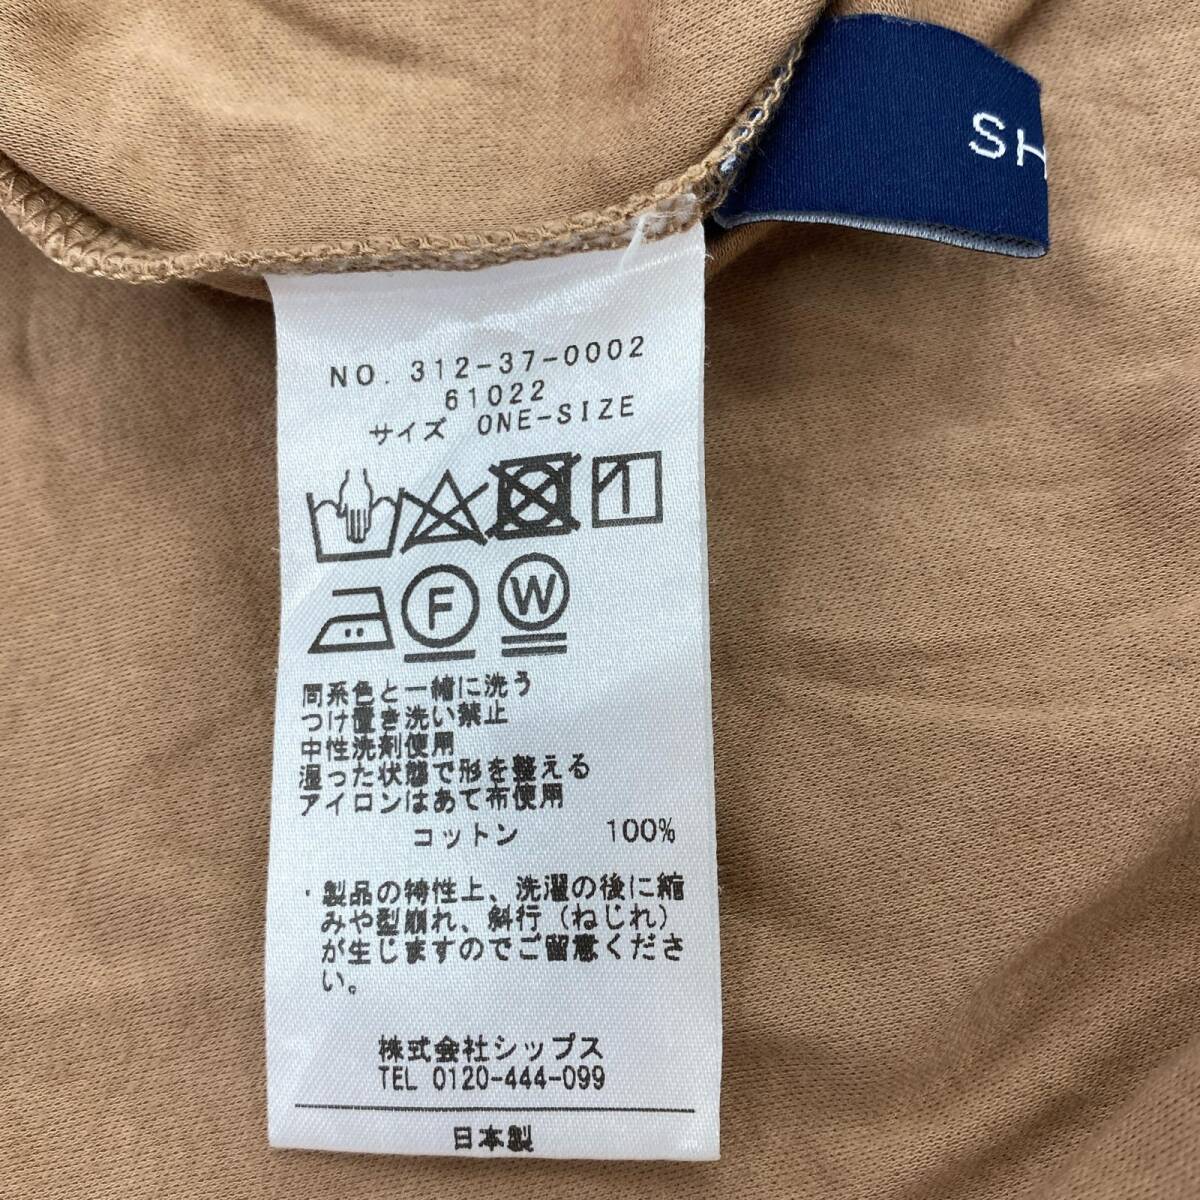 SH
NO. 312-37-0002
61022
サイズ ONE-SIZE
F W
同系色と一緒に洗う
つけ置き洗い禁止
中性洗剤使用
湿った状態で形を整える
アイロンはあて布使用
コットン 100%
・製品の特性上、洗濯の後に縮
みや型崩れ、斜行(ねじれ)
が生じますのでご留意くださ
い。
株式会社シップス
TEL 0120-444-099
日本製